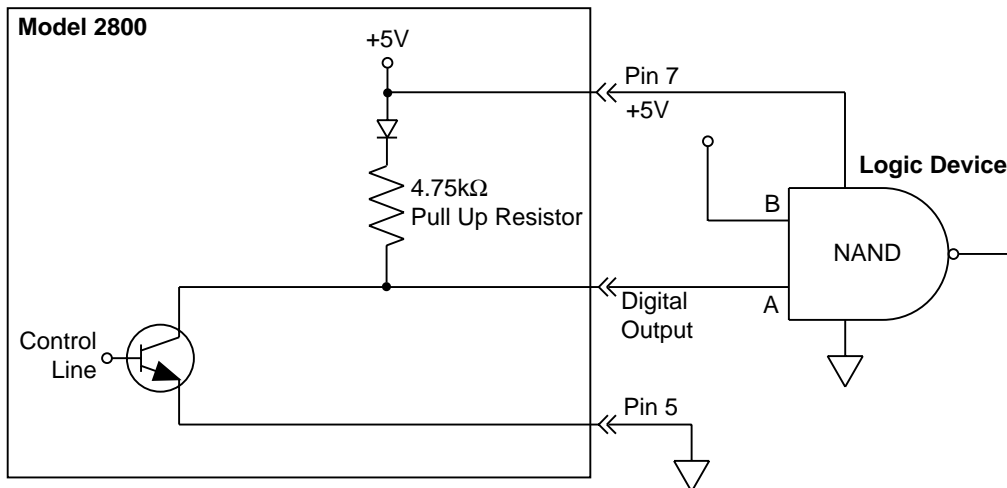 Model 2800
+5V
Pin 7
+5V
Logic Device
4.75kΩ
Pull Up Resistor
B
NAND
A
Digital
Output
Control
Line
Pin 5